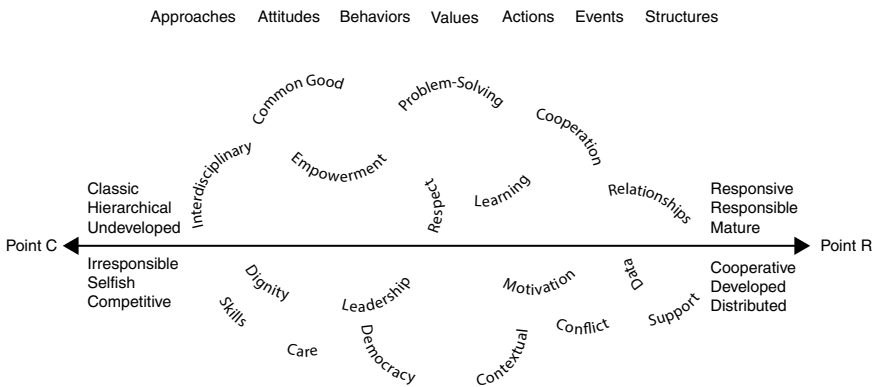 Approaches Attitudes Behaviors Values Actions Events Structures
Common Good
Problem-Solving
Cooperation
Interdisciplinary
Empowerment
Respect
Learning
Relationships
Classic
Hierarchical
Undeveloped
Responsive
Responsible
Mature
Point C
Point R
Irresponsible
Selfish
Competitive
Dignity
Skills
Care
Leadership
Democracy
Motivation
Contextual
Conflict
Data
Support
Cooperative
Developed
Distributed